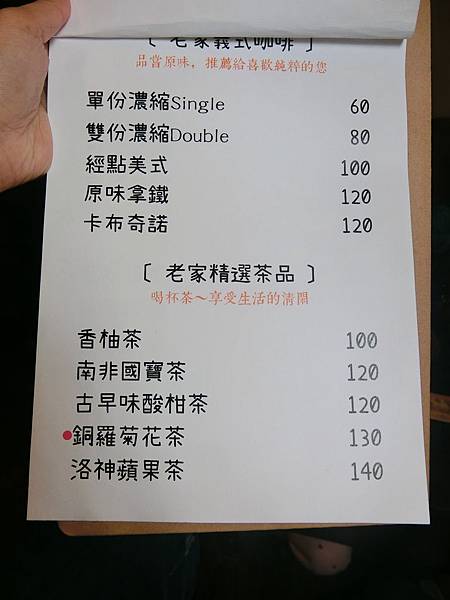 〔 老家義式咖啡 〕
品嘗原味，推薦給喜歡純粹的您
單份濃縮Single 60
雙份濃縮Double 80
經點美式 100
原味拿鐵 120
卡布奇諾 120
〔 老家精選茶品 〕
喝杯茶～享受生活的清閒
香柚茶 100
南非國寶茶 120
古早味酸柑茶 120
銅羅菊花茶 130
洛神蘋果茶 140